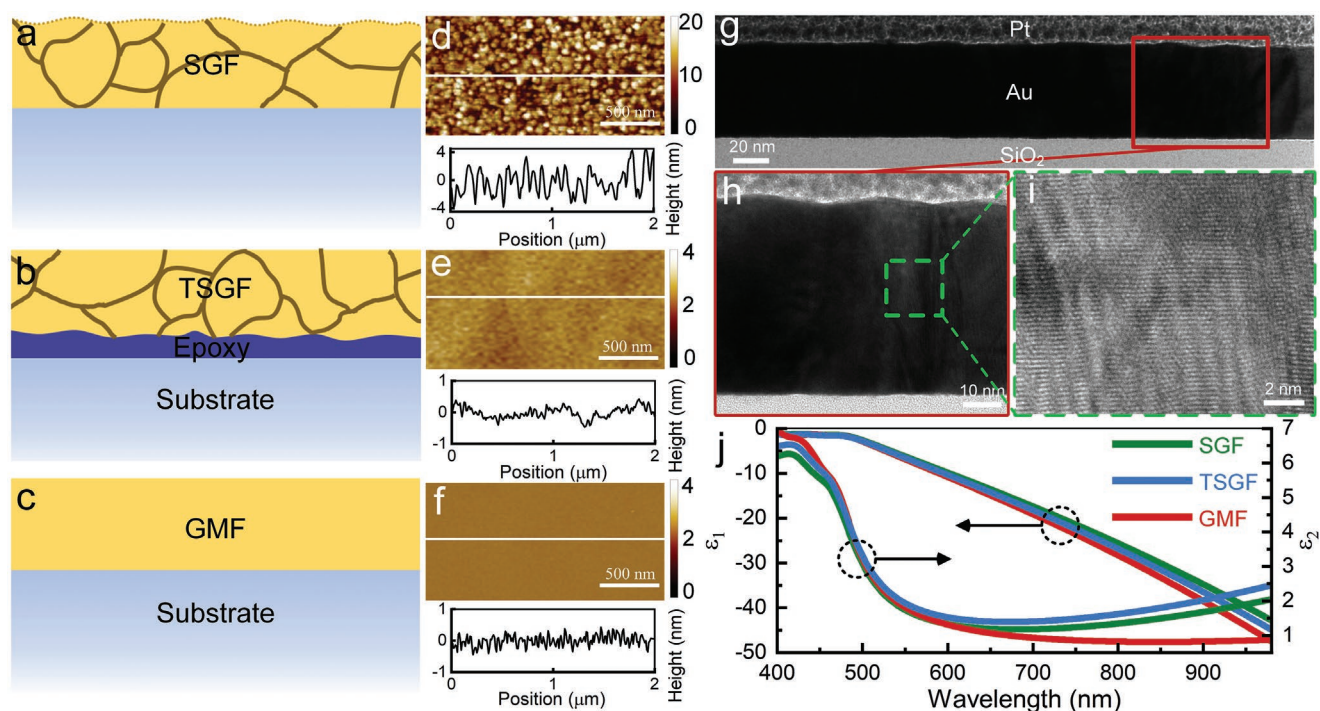 a
SGF
b
TSGF
Epoxy
Substrate
c
GMF
Substrate
d
500 nm
20
10
0
4
0
-4
Height (nm)
0
1
2
Position (μm)
e
500 nm
4
2
0
1
0
-1
Height (nm)
0
1
2
Position (μm)
f
500 nm
4
2
0
1
0
-1
Height (nm)
0
1
2
Position (μm)
g
Pt
Au
20 nm
SiO₂
h
10 nm
i
2 nm
j
SGF
TSGF
GMF
0
-10
-20
-30
-40
-50
ε₁
7
6
5
4
3
2
1
ε₂
400
500
600
700
800
900
Wavelength (nm)